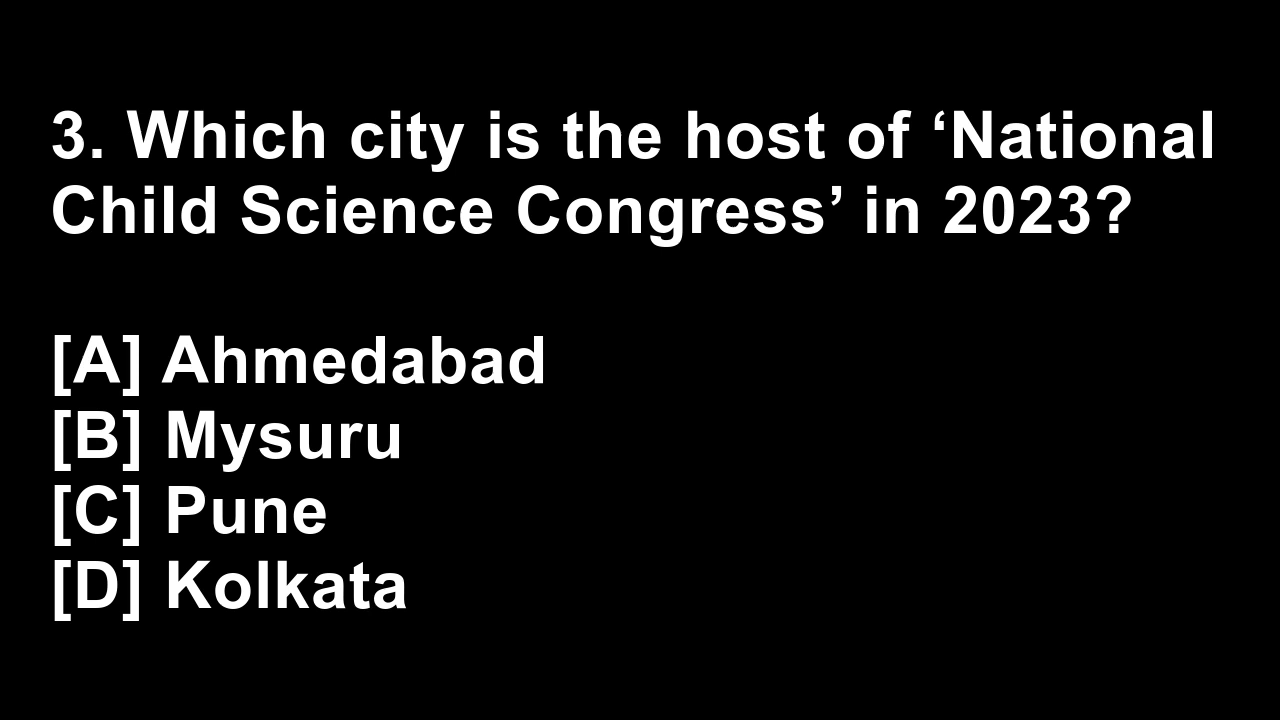 3. Which city is the host of ‘National
Child Science Congress’ in 2023?
[A] Ahmedabad
[B] Mysuru
[C] Pune
[D] Kolkata